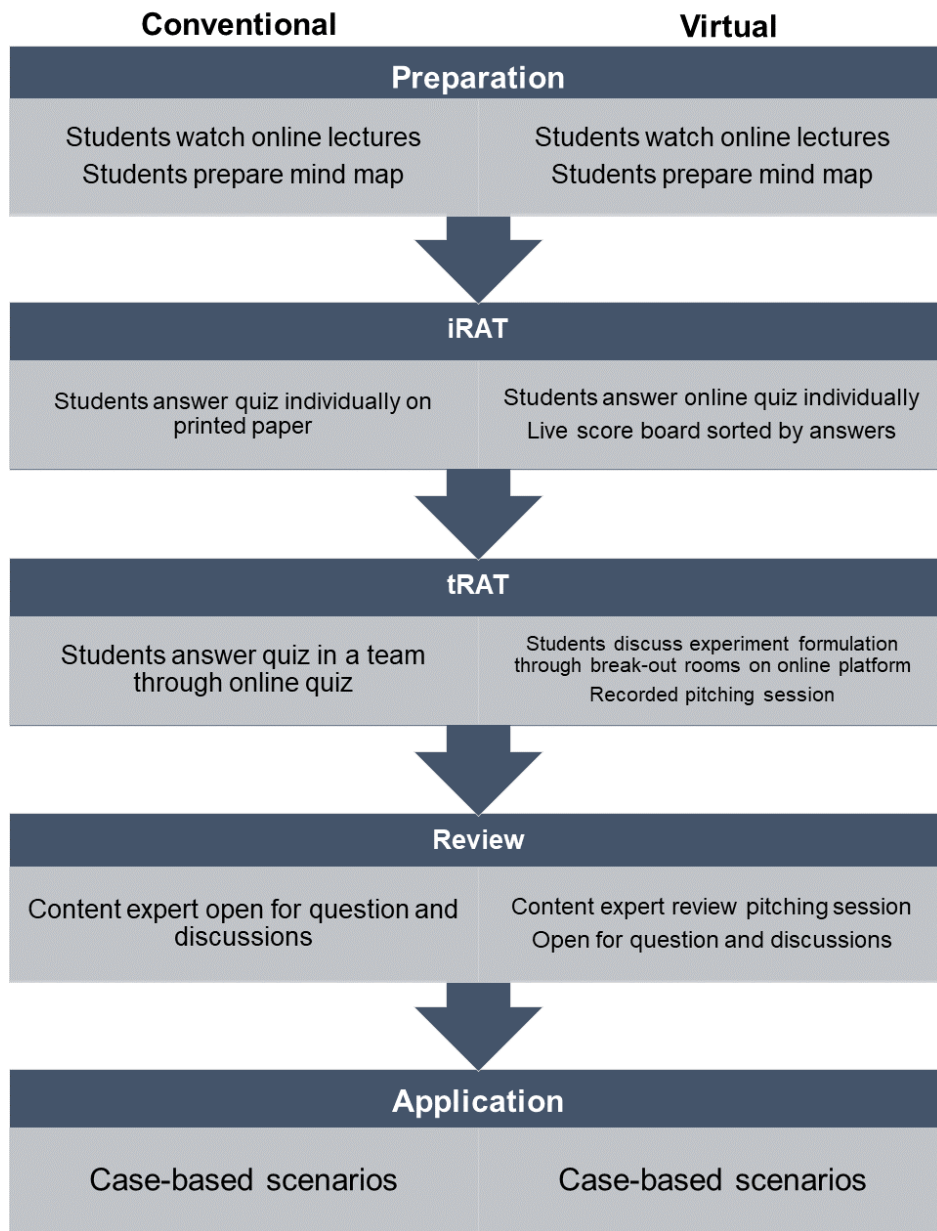 Conventional
Virtual
Preparation
Students watch online lectures
Students prepare mind map
Students watch online lectures
Students prepare mind map
iRAT
Students answer quiz individually on
printed paper
Students answer online quiz individually
Live score board sorted by answers
tRAT
Students answer quiz in a team
through online quiz
Students discuss experiment formulation
through break-out rooms on online platform
Recorded pitching session
Review
Content expert open for question and
discussions
Content expert review pitching session
Open for question and discussions
Application
Case-based scenarios
Case-based scenarios